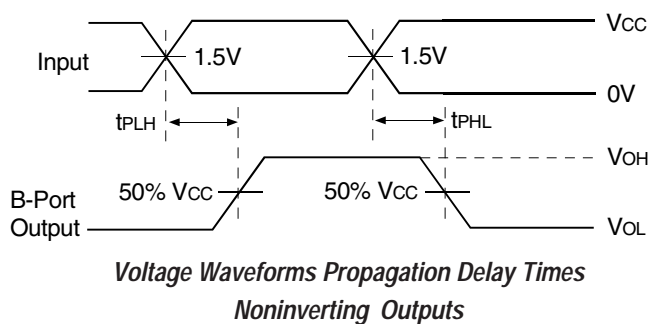 VCC
Input 1.5V 1.5V
0V
tPLH tPHL
VOH
B-Port 50% VCC 50% VCC
Output VOL
Voltage Waveforms Propagation Delay Times
Noninverting Outputs